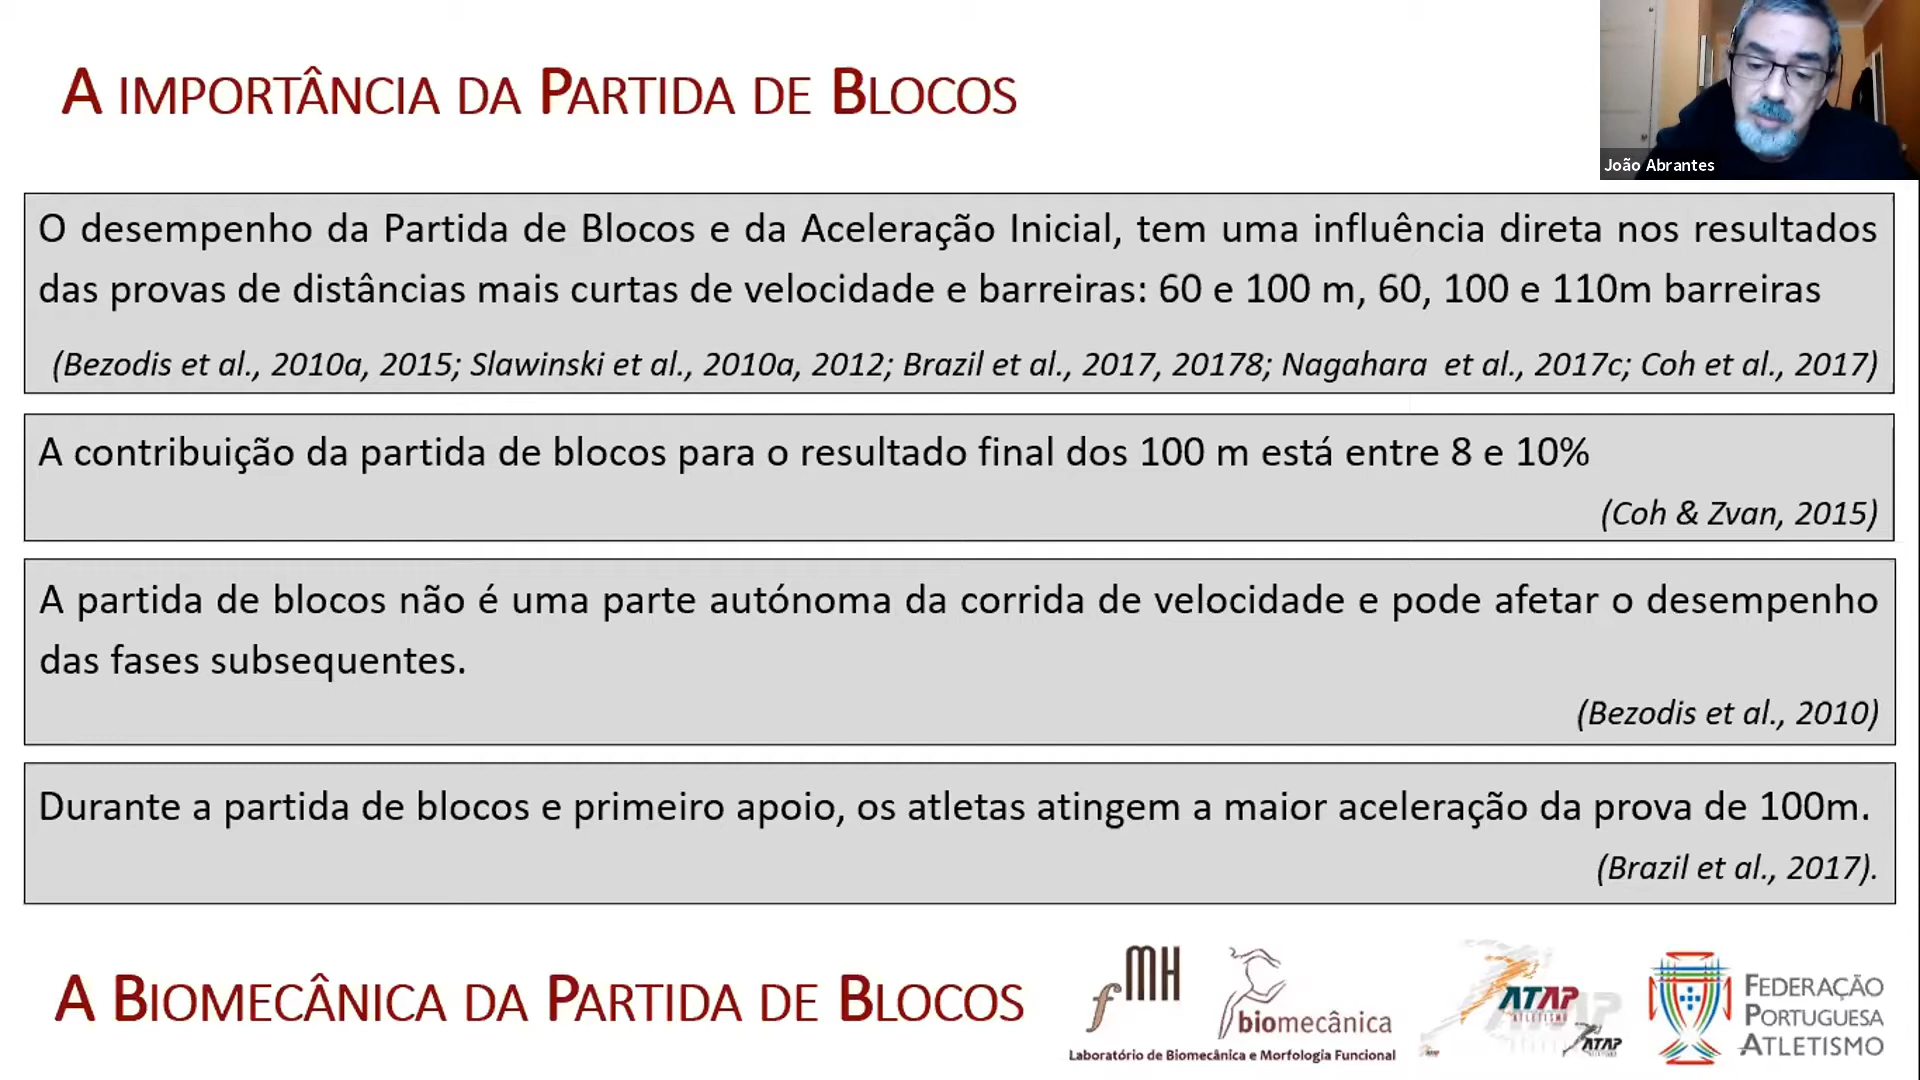 A IMPORTÂNCIA DA PARTIDA DE BLOCOS
João Abrantes
O desempenho da Partida de Blocos e da Aceleração Inicial, tem uma influência direta nos resultados
das provas de distâncias mais curtas de velocidade e barreiras: 60 e 100 m, 60, 100 e 110m barreiras
(Bezodis et al., 2010a, 2015; Slawinski et al., 2010a, 2012; Brazil et al., 2017, 20178; Nagahara et al., 2017c; Coh et al., 2017)
A contribuição da partida de blocos para o resultado final dos 100 m está entre 8 e 10%
(Coh & Zvan, 2015)
A partida de blocos não é uma parte autónoma da corrida de velocidade e pode afetar o desempenho
das fases subsequentes.
(Bezodis et al., 2010)
Durante a partida de blocos e primeiro apoio, os atletas atingem a maior aceleração da prova de 100m.
(Brazil et al., 2017).
A BIOMECÂNICA DA PARTIDA DE BLOCOS
fMH
biomecânica
Laboratório de Biomecânica e Morfologia Funcional
ATAP
ATLETISMO
ATAP
FEDERAÇÃO
PORTUGUESA
ATLETISMO